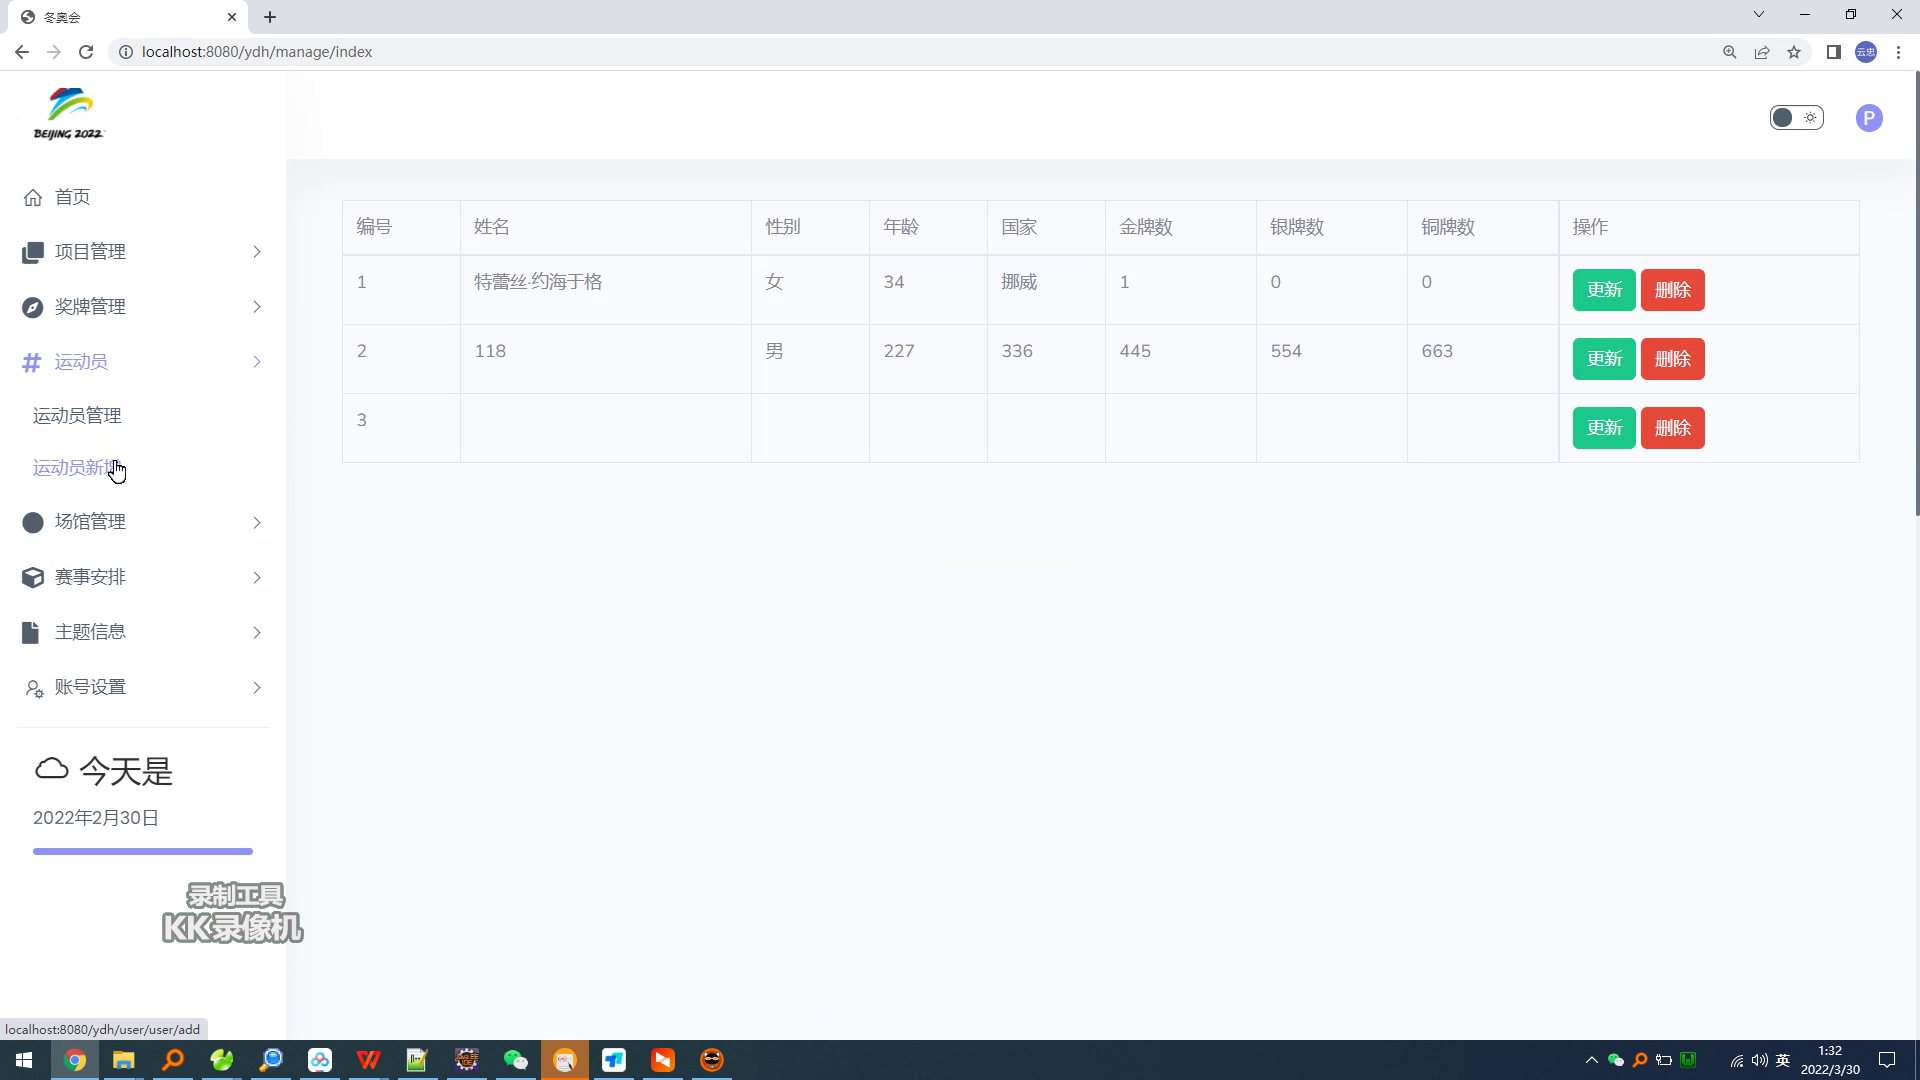 冬奥会
localhost:8080/ydh/manage/index
云忠
BEIJING 2022
P
首页
项目管理
奖牌管理
运动员
运动员管理
运动员新增
场馆管理
赛事安排
主题信息
账号设置
今天是
2022年2月30日
编号 姓名 性别 年龄 国家 金牌数 银牌数 铜牌数 操作
1 特蕾丝·约海于格 女 34 挪威 1 0 0 更新 删除
2 118 男 227 336 445 554 663 更新 删除
3 更新 删除
录制工具
KK录像机
localhost:8080/ydh/user/user/add
英
1:32
2022/3/30